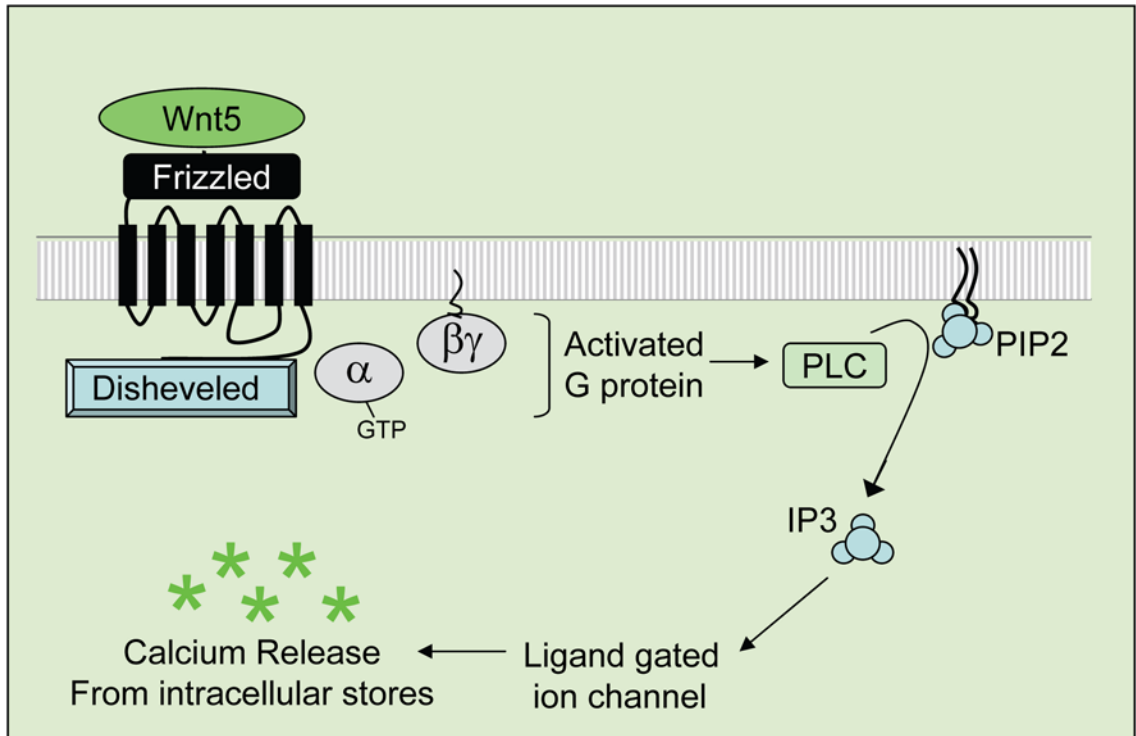 Wnt5
Frizzled
Disheveled
α
GTP
βγ
Activated
G protein
PLC
PIP2
IP3
Ligand gated
ion channel
Calcium Release
From intracellular stores